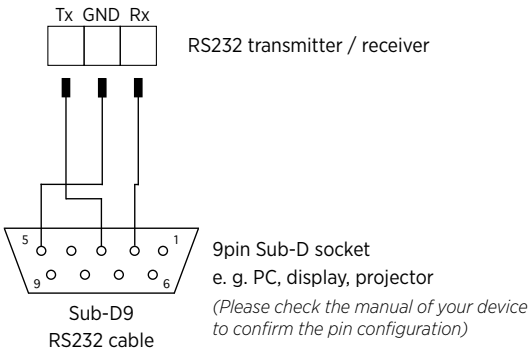 Tx GND Rx
RS232 transmitter / receiver
5
1
9
6
9pin Sub-D socket
e. g. PC, display, projector
(Please check the manual of your device
to confirm the pin configuration)
Sub-D9
RS232 cable